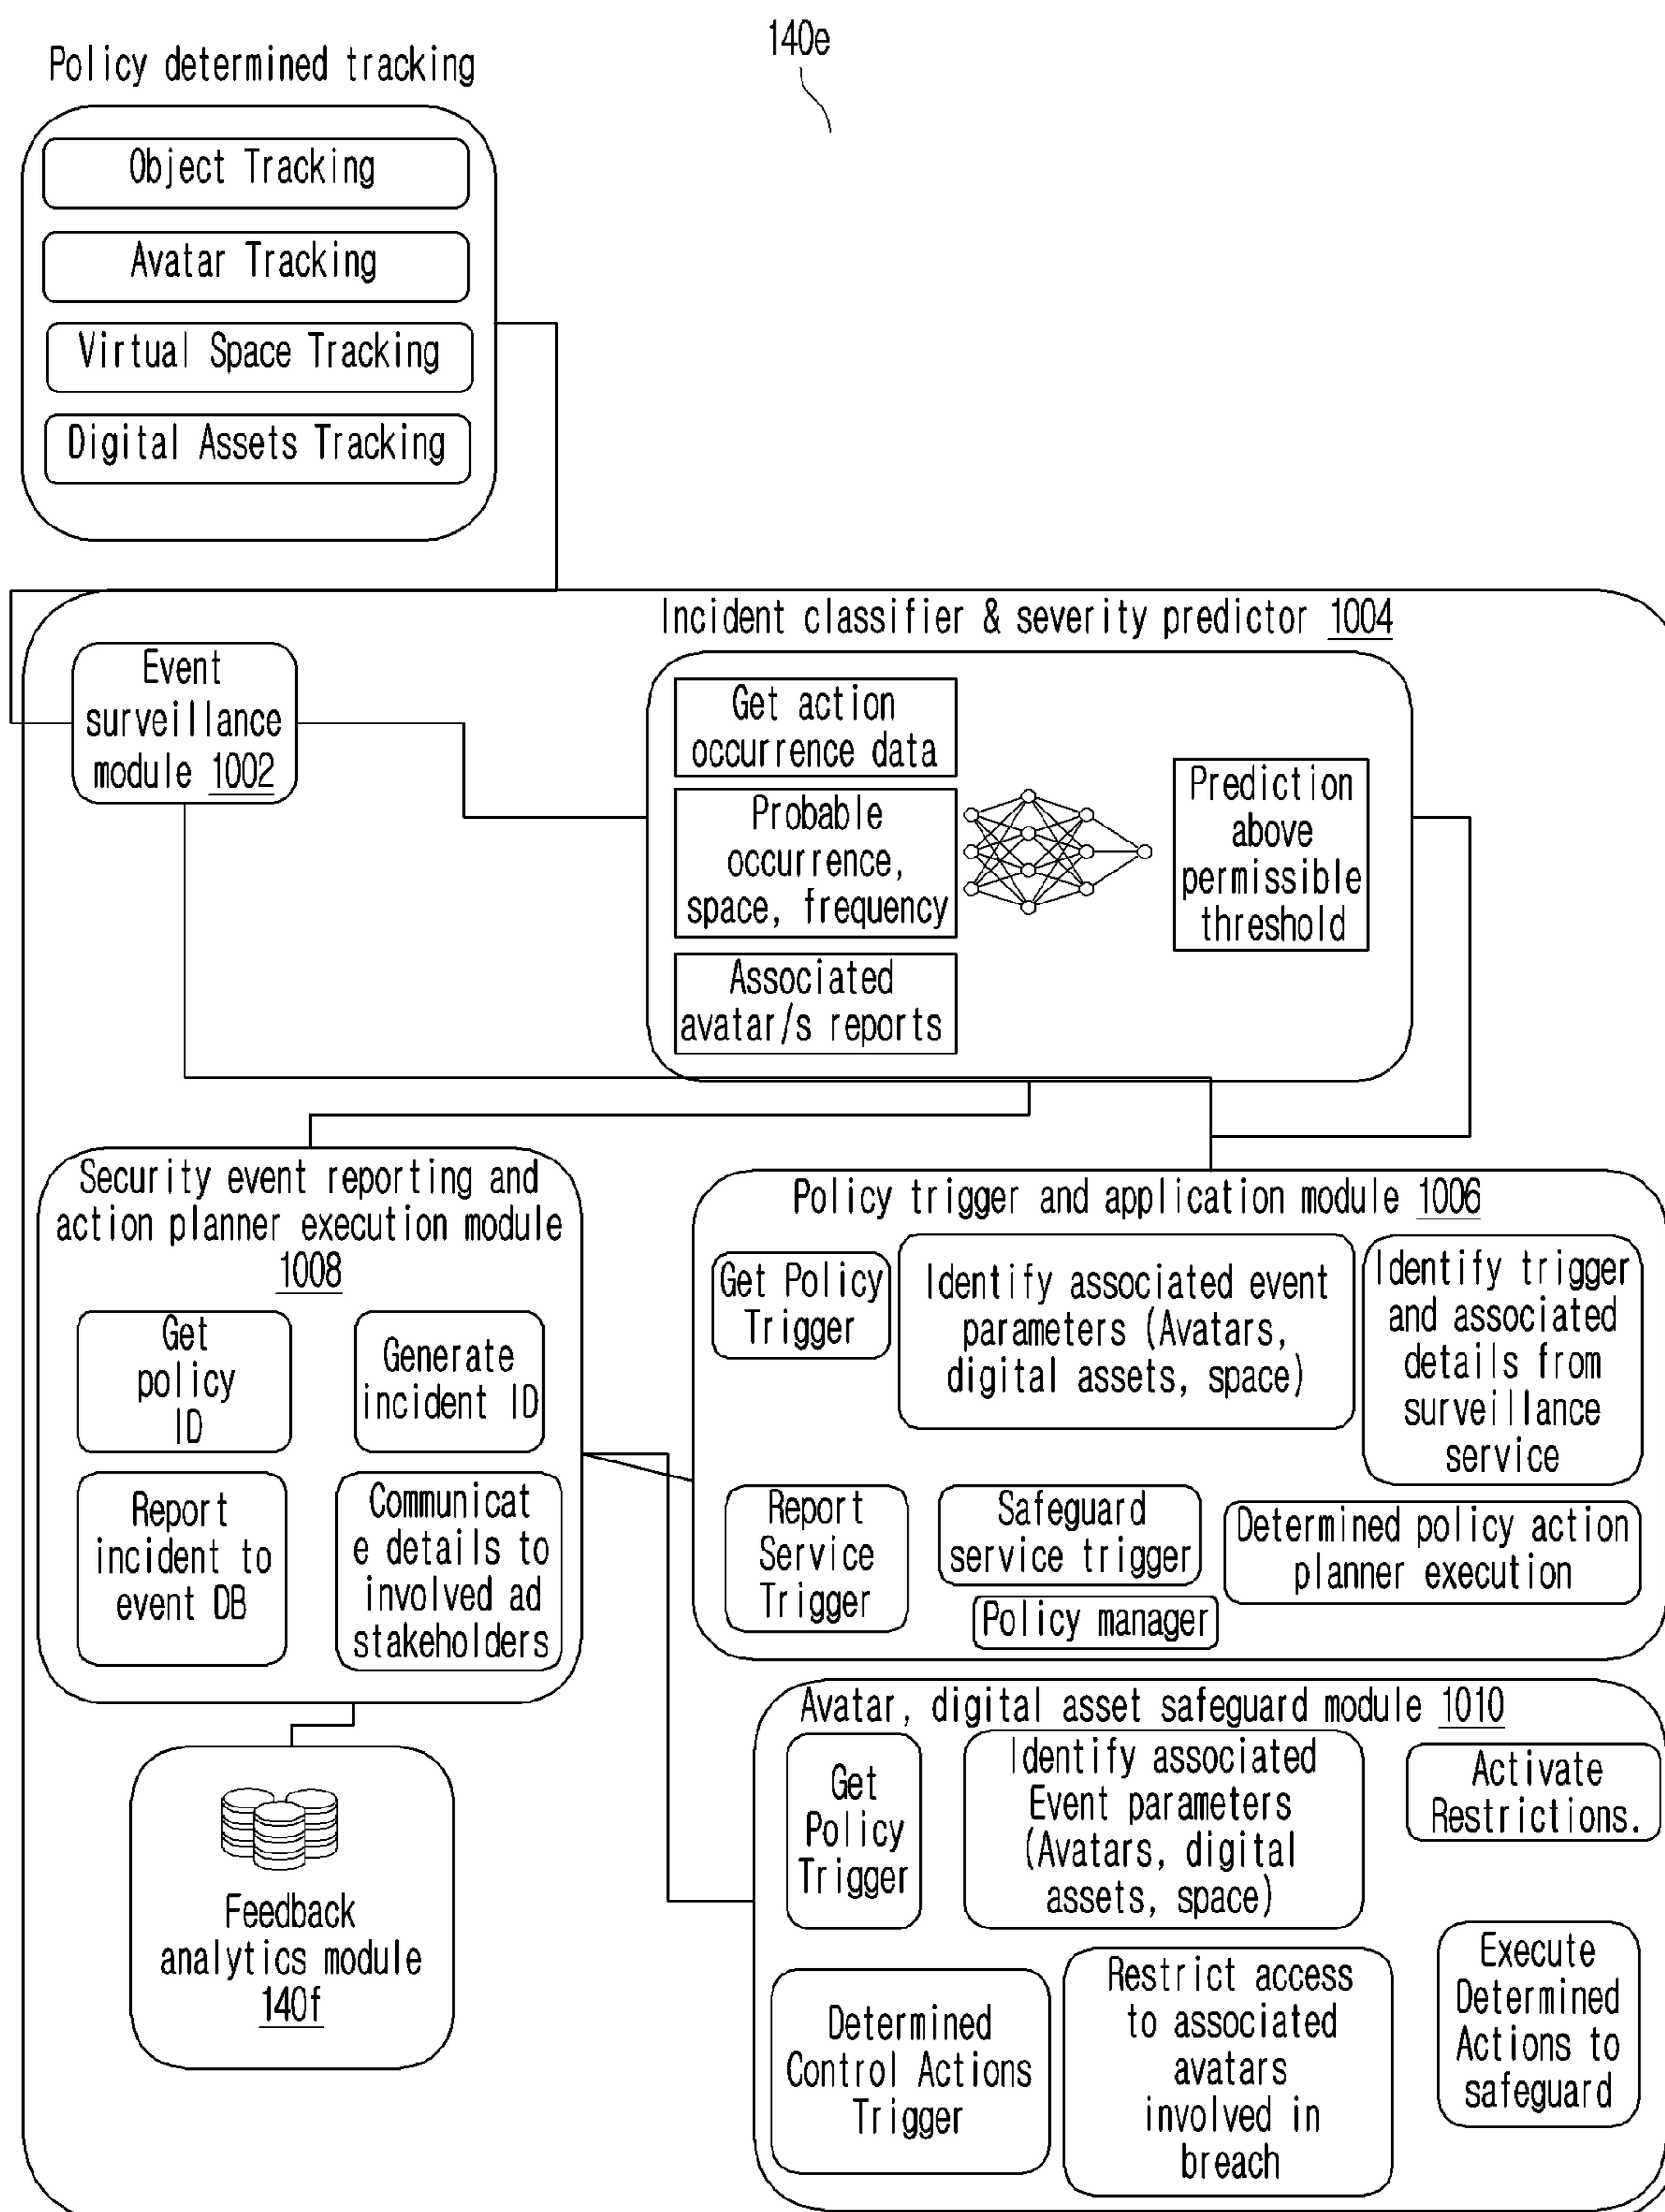 140e
Policy determined tracking
Object Tracking
Avatar Tracking
Virtual Space Tracking
Digital Assets Tracking
Event
surveillance
module 1002
Incident classifier & severity predictor 1004
Get action
occurrence data
Probable
occurrence,
space, frequency
Associated
avatar/s reports
Prediction
above
permissible
threshold
Security event reporting and
action planner execution module
1008
Get
policy
ID
Generate
incident ID
Report
incident to
event DB
Communicat
e details to
involved ad
stakeholders
Policy trigger and application module 1006
Get Policy
Trigger
Identify associated event
parameters (Avatars,
digital assets, space)
Identify trigger
and associated
details from
surveillance
service
Report
Service
Trigger
Safeguard
service trigger
Policy manager
Determined policy action
planner execution
Feedback
analytics module
140f
Avatar, digital asset safeguard module 1010
Get
Policy
Trigger
Identify associated
Event parameters
(Avatars, digital
assets, space)
Activate
Restrictions.
Determined
Control Actions
Trigger
Restrict access
to associated
avatars
involved in
breach
Execute
Determined
Actions to
safeguard